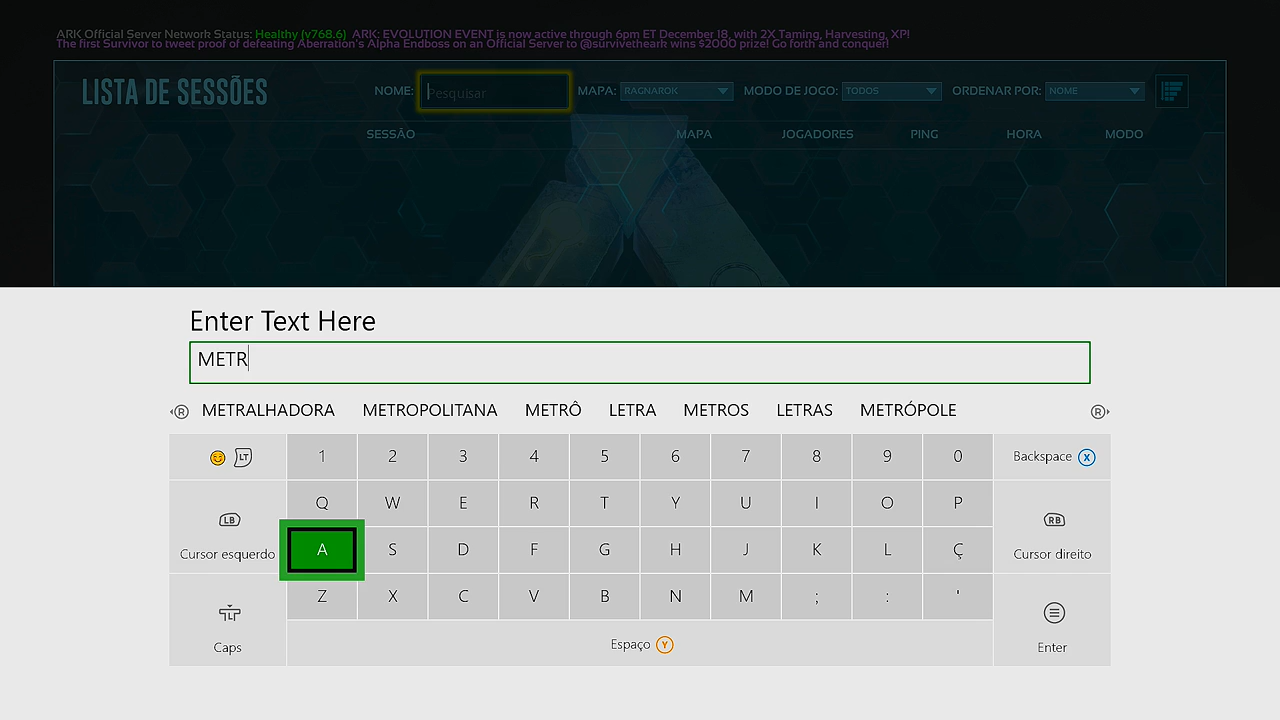 ARK Official Server Network Status: Healthy (v768.6) ARK: EVOLUTION EVENT is now active through 6pm ET December 18, with 2X Taming, Harvesting, XP!
The first Survivor to tweet proof of defeating Aberration's Alpha Endboss on an Official Server to @survivetheark wins $2000 prize! Go forth and conquer!
LISTA DE SESSÕES NOME: Pesquisar MAPA: RAGNAROK MODO DE JOGO: TODOS ORDENAR POR: NOME
SESSÃO MAPA JOGADORES PING HORA MODO
Enter Text Here
METR
R METRALHADORA METROPOLITANA METRÔ LETRA METROS LETRAS METRÓPOLE R
LT 1 2 3 4 5 6 7 8 9 0 Backspace X
Q W E R T Y U I O P
LB RB
Cursor esquerdo A S D F G H J K L Ç Cursor direito
Z X C V B N M ; : '
LT
Caps Espaço Y Enter